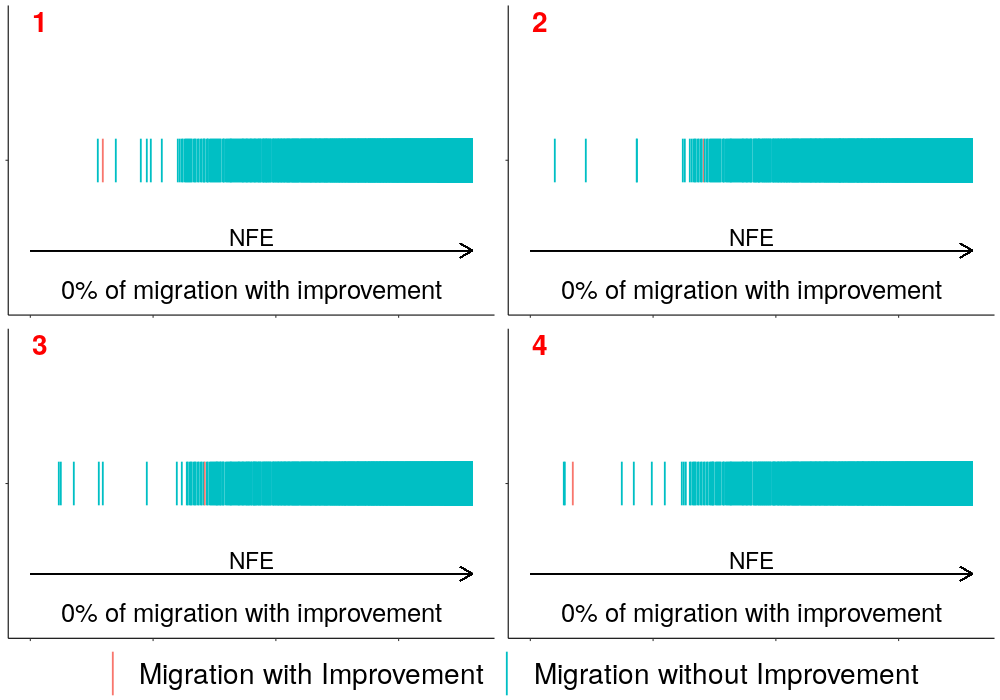 1
NFE
0% of migration with improvement
2
NFE
0% of migration with improvement
3
NFE
0% of migration with improvement
4
NFE
0% of migration with improvement
Migration with Improvement
Migration without Improvement